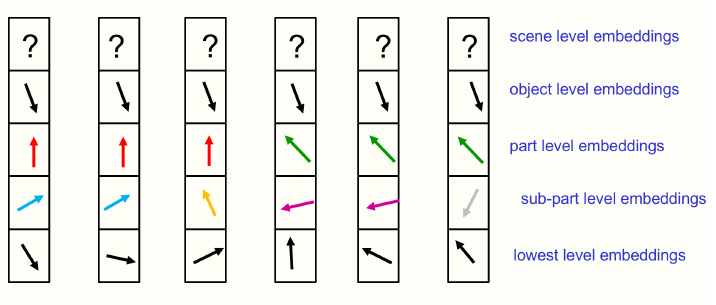 ? ? ? ? ? ? scene level embeddings
object level embeddings
part level embeddings
sub-part level embeddings
lowest level embeddings